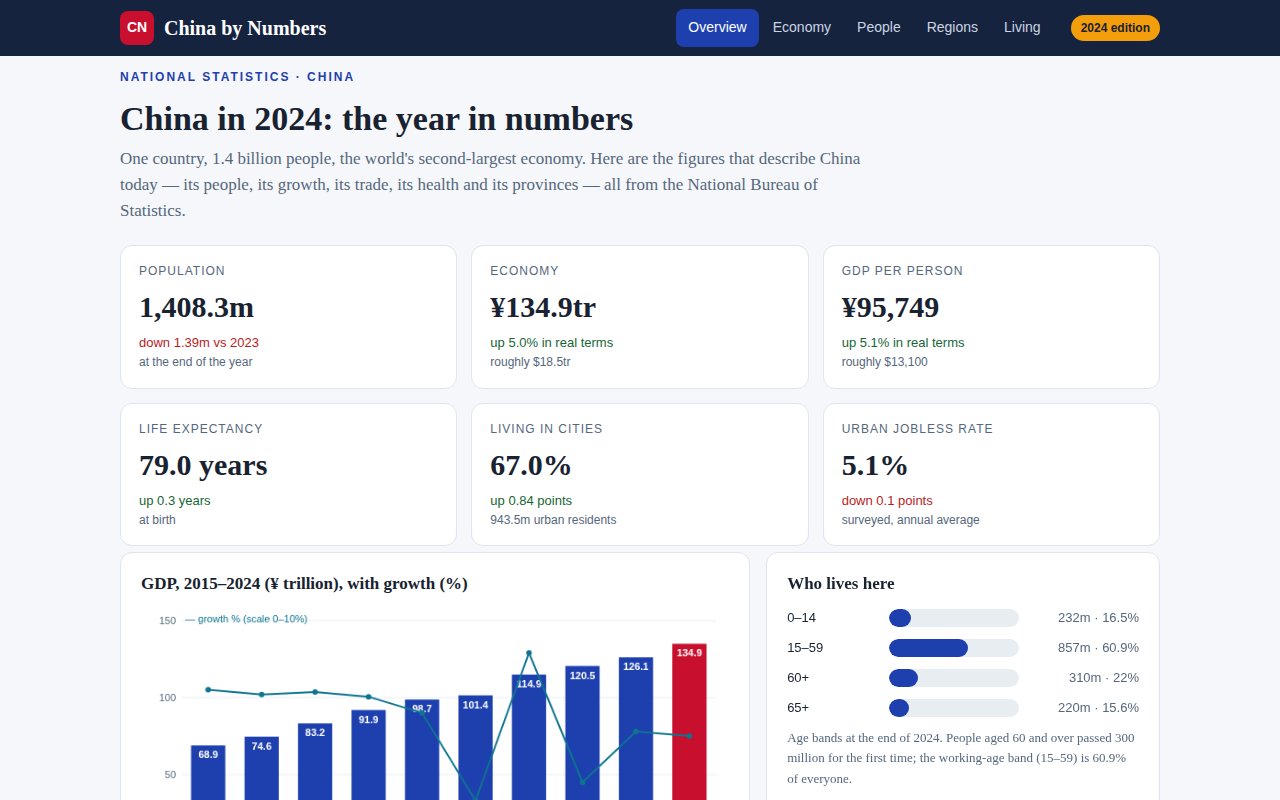 CN China by Numbers
Overview Economy People Regions Living 2024 edition
NATIONAL STATISTICS · CHINA
China in 2024: the year in numbers
One country, 1.4 billion people, the world's second-largest economy. Here are the figures that describe China
today — its people, its growth, its trade, its health and its provinces — all from the National Bureau of
Statistics.
POPULATION
1,408.3m
down 1.39m vs 2023
at the end of the year
ECONOMY
¥134.9tr
up 5.0% in real terms
roughly $18.5tr
GDP PER PERSON
¥95,749
up 5.1% in real terms
roughly $13,100
LIFE EXPECTANCY
79.0 years
up 0.3 years
at birth
LIVING IN CITIES
67.0%
up 0.84 points
943.5m urban residents
URBAN JOBLESS RATE
5.1%
down 0.1 points
surveyed, annual average
GDP, 2015–2024 (¥ trillion), with growth (%)
150
— growth % (scale 0–10%)
100
50
68.9
74.6
83.2
91.9
98.7
101.4
114.9
120.5
126.1
134.9
Who lives here
0–14 232m · 16.5%
15–59 857m · 60.9%
60+ 310m · 22%
65+ 220m · 15.6%
Age bands at the end of 2024. People aged 60 and over passed 300
million for the first time; the working-age band (15–59) is 60.9%
of everyone.